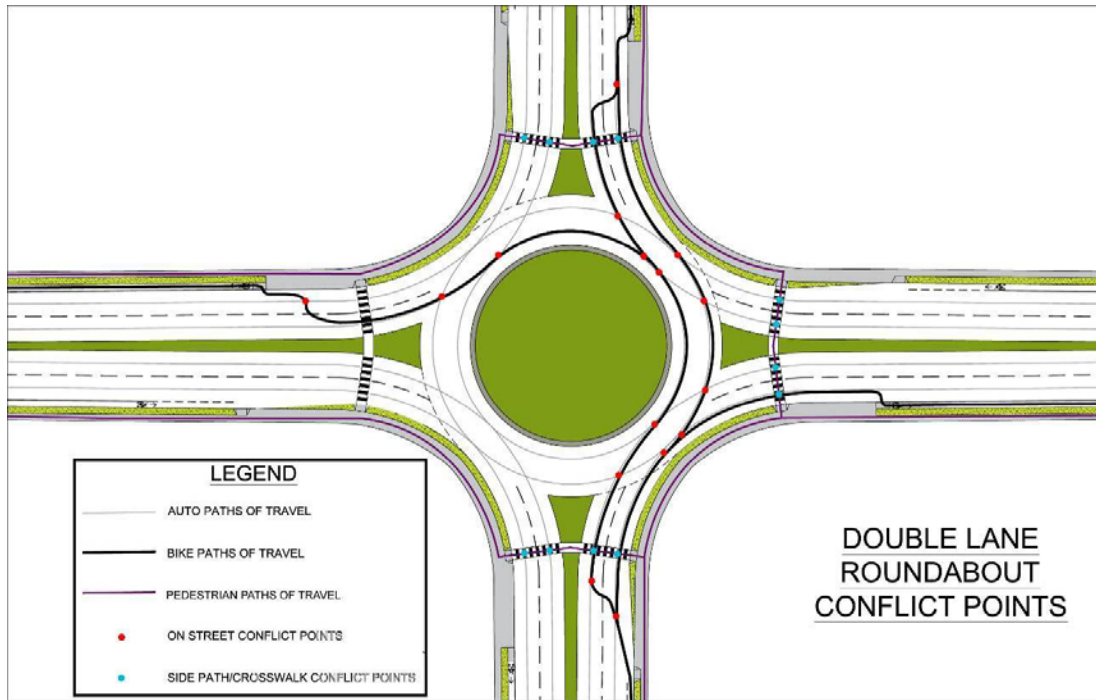 LEGEND
AUTO PATHS OF TRAVEL
BIKE PATHS OF TRAVEL
PEDESTRIAN PATHS OF TRAVEL
ON STREET CONFLICT POINTS
SIDE PATH/CROSSWALK CONFLICT POINTS
DOUBLE LANE
ROUNDABOUT
CONFLICT POINTS